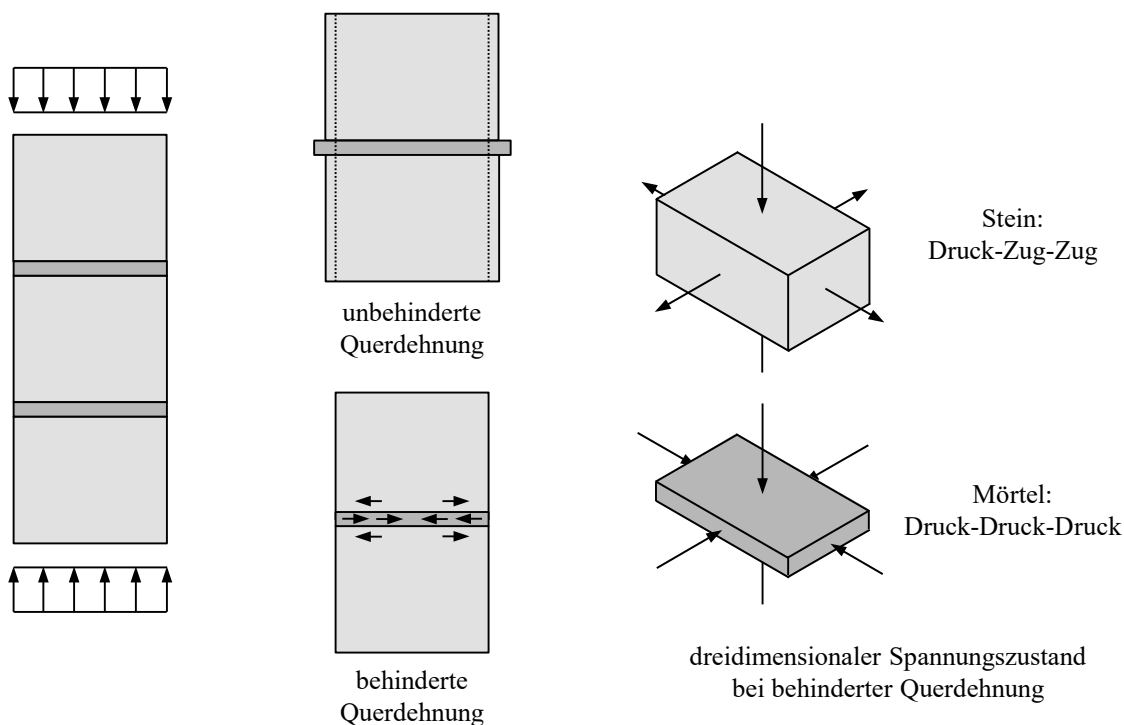 unbehinderte
Querdehnung
behinderte
Querdehnung
Stein:
Druck-Zug-Zug
Mörtel:
Druck-Druck-Druck
dreidimensionaler Spannungszustand
bei behinderter Querdehnung